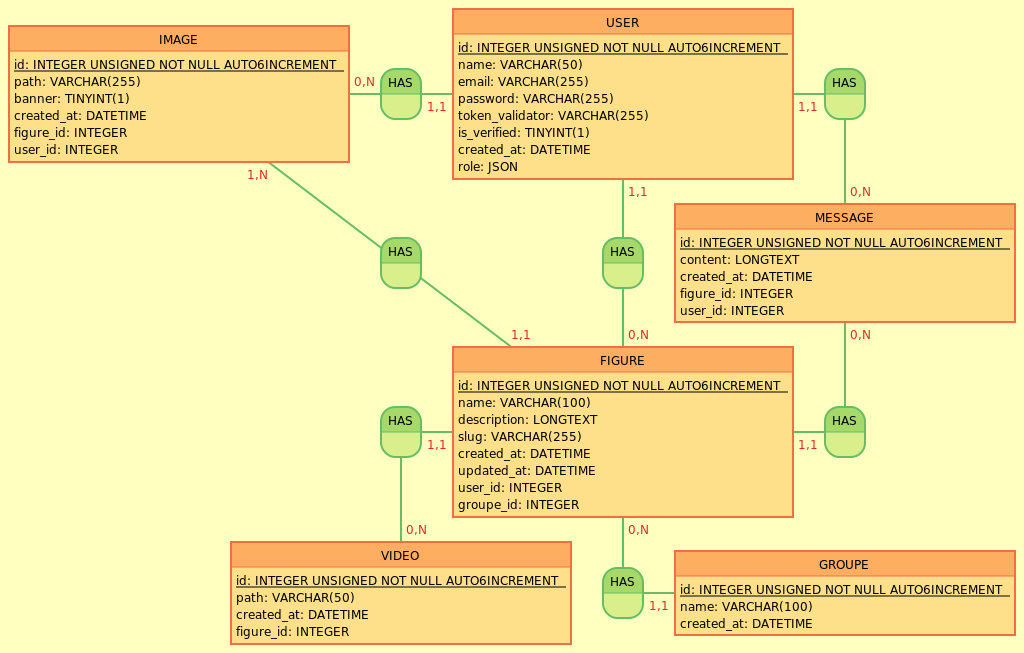 IMAGE
id: INTEGER UNSIGNED NOT NULL AUTO6INCREMENT
path: VARCHAR(255)
banner: TINYINT(1)
created_at: DATETIME
figure_id: INTEGER
user_id: INTEGER
0,N
HAS
1,1
USER
id: INTEGER UNSIGNED NOT NULL AUTO6INCREMENT
name: VARCHAR(50)
email: VARCHAR(255)
password: VARCHAR(255)
token_validator: VARCHAR(255)
is_verified: TINYINT(1)
created_at: DATETIME
role: JSON
1,1
HAS
0,N
1,N
HAS
1,1
1,1
HAS
0,N
MESSAGE
id: INTEGER UNSIGNED NOT NULL AUTO6INCREMENT
content: LONGTEXT
created_at: DATETIME
figure_id: INTEGER
user_id: INTEGER
0,N
HAS
1,1
FIGURE
id: INTEGER UNSIGNED NOT NULL AUTO6INCREMENT
name: VARCHAR(100)
description: LONGTEXT
slug: VARCHAR(255)
created_at: DATETIME
updated_at: DATETIME
user_id: INTEGER
groupe_id: INTEGER
HAS
1,1
0,N
VIDEO
id: INTEGER UNSIGNED NOT NULL AUTO6INCREMENT
path: VARCHAR(50)
created_at: DATETIME
figure_id: INTEGER
0,N
HAS
1,1
GROUPE
id: INTEGER UNSIGNED NOT NULL AUTO6INCREMENT
name: VARCHAR(100)
created_at: DATETIME